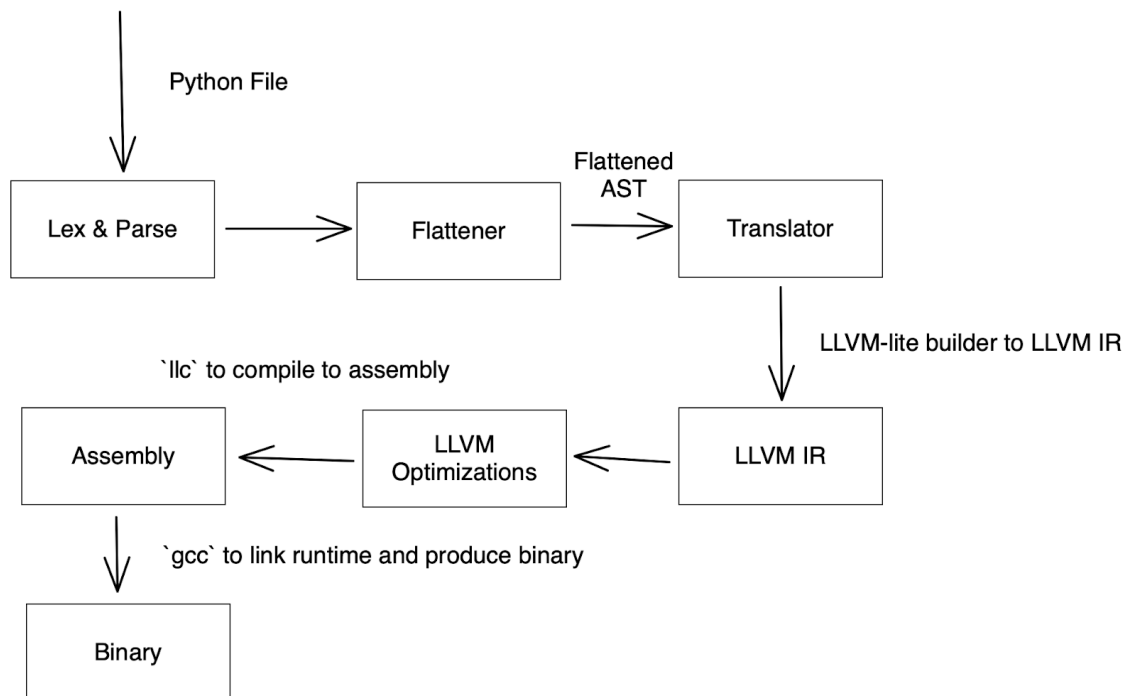 Python File
Lex & Parse
Flattener
Flattened
AST
Translator
LLVM-lite builder to LLVM IR
LLVM IR
LLVM
Optimizations
`llc` to compile to assembly
Assembly
`gcc` to link runtime and produce binary
Binary